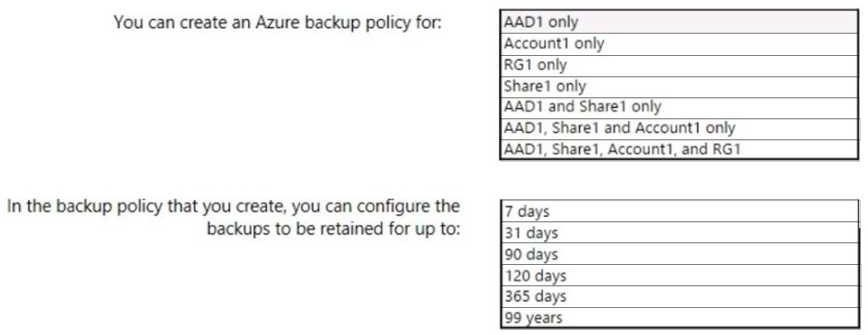 You can create an Azure backup policy for:
AAD1 only
Account1 only
RG1 only
Share1 only
AAD1 and Share1 only
AAD1, Share1 and Account1 only
AAD1, Share1, Account1, and RG1
In the backup policy that you create, you can configure the
backups to be retained for up to:
7 days
31 days
90 days
120 days
365 days
99 years